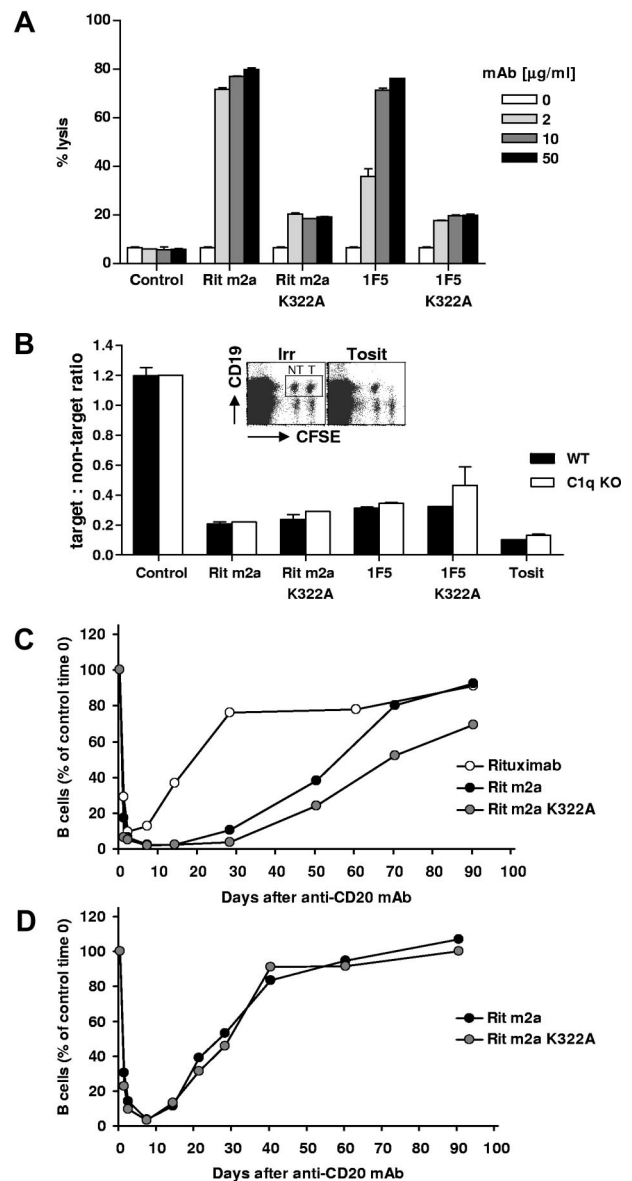 A
% lysis
100
80
60
40
20
0
mAb [μg/ml]
0
2
10
50
Control
Rit m2a
Rit m2a
K322A
1F5
1F5
K322A
B
target : non-target ratio
1.4
1.2
1.0
0.8
0.6
0.4
0.2
0.0
CD19
Irr
Tosit
NT T
CFSE
WT
C1q KO
Control
Rit m2a
Rit m2a
K322A
1F5
1F5
K322A
Tosit
C
B cells (% of control time 0)
120
100
80
60
40
20
0
Rituximab
Rit m2a
Rit m2a K322A
0 10 20 30 40 50 60 70 80 90 100
Days after anti-CD20 mAb
D
B cells (% of control time 0)
120
100
80
60
40
20
0
Rit m2a
Rit m2a K322A
0 10 20 30 40 50 60 70 80 90 100
Days after anti-CD20 mAb